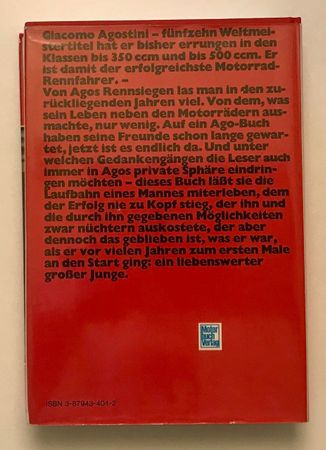 Giacomo Agostini – fünfzehn Weltmei-
stertitel hat er bisher errungen in den
Klassen bis 350 ccm und bis 500 ccm. Er
ist damit der erfolgreichste Motorrad-
Rennfahrer. –
Von Agos Rennsiegen las man in den zu-
rückliegenden Jahren viel. Von dem, was
sein Leben neben den Motorrädern aus-
machte, nur wenig. Auf ein Ago-Buch
haben seine Freunde schon lange gewar-
tet, jetzt ist es endlich da. Und unter
welchen Gedankengängen die Leser auch
immer in Agos private Sphäre eindrin-
gen möchten – dieses Buch läßt sie die
Laufbahn eines Mannes miterleben, dem
der Erfolg nie zu Kopf stieg, der ihn und
die durch ihn gegebenen Möglichkeiten
zwar nüchtern auskostete, der aber
dennoch das geblieben ist, was er war,
als er vor vielen Jahren zum ersten Male
an den Start ging: ein liebenswerter
großer Junge.
Motor
buch
Verlag
ISBN 3-87943-404-2